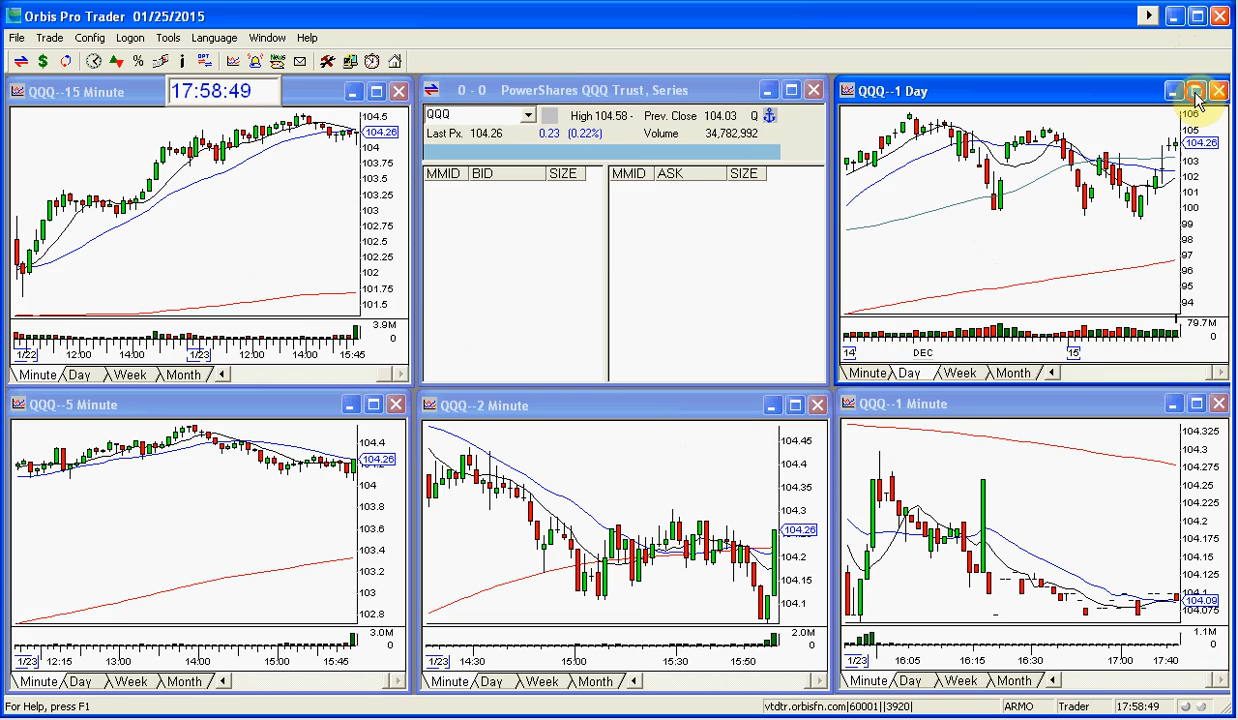 Orbis Pro Trader 01/25/2015
File Trade Config Logon Tools Language Window Help
QQQ--15 Minute
17:58:49
104.5
104.26
103.75
103.5
103.25
103
102.75
102.5
102.25
102
101.75
101.5
3.9M
0
1/22 12:00 14:00 1/23 12:00 14:00 15:45
Minute Day Week Month
0 - 0 PowerShares QQQ Trust, Series
QQQ High 104.58 - Prev. Close 104.03 Q
Last Px. 104.26 0.23 (0.22%) Volume 34,782,992
MMID BID SIZE MMID ASK SIZE
QQQ--1 Day
106
105
104.26
103
102
101
100
99
98
97
96
95
94
79.7M
0
14 DEC 15
Minute Day Week Month
QQQ--5 Minute
104.4
104.26
104
103.8
103.6
103.4
103.2
103
102.8
3.0M
0
1/23 12:15 13:00 14:00 15:00 15:45
Minute Day Week Month
QQQ--2 Minute
104.45
104.4
104.35
104.3
104.26
104.2
104.15
104.1
2.0M
0
1/23 14:30 15:00 15:30 15:50
Minute Day Week Month
QQQ--1 Minute
104.325
104.3
104.275
104.25
104.225
104.2
104.175
104.15
104.125
104.1
104.09
104.075
1.1M
0
1/23 16:05 16:15 16:30 17:00 17:40
Minute Day Week Month
For Help, press F1 vtdtr.orbisfn.com|60001||3920| ARMO Trader 17:58:49